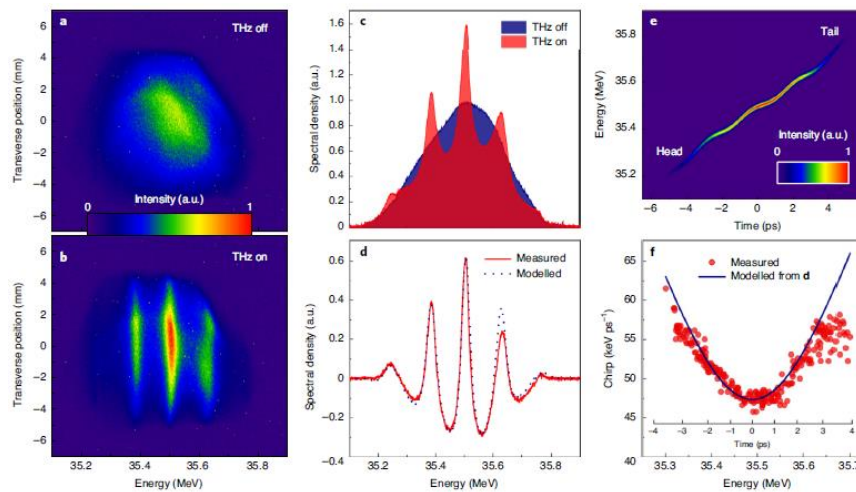 a
THz off
Transverse position (mm)
6
4
2
0
−2
−4
−6
Intensity (a.u.)
0
1
b
THz on
Transverse position (mm)
6
4
2
0
−2
−4
−6
35.2
35.4
35.6
35.8
Energy (MeV)
c
THz off
THz on
Spectral density (a.u.)
1.6
1.4
1.2
1.0
0.8
0.6
0.4
0.2
0
d
Measured
Modelled
Spectral density (a.u.)
0.6
0.4
0.2
0
−0.2
−0.4
35.2
35.4
35.6
35.8
Energy (MeV)
e
Tail
Energy (MeV)
35.8
35.6
35.4
35.2
Head
Intensity (a.u.)
0
1
−6
−4
−2
0
2
4
6
Time (ps)
f
Measured
Modelled from d
Chirp (keV ps⁻¹)
65
60
55
50
45
40
−4
−3
−2
−1
0
1
2
3
4
Time (ps)
35.3
35.4
35.5
35.6
Energy (MeV)